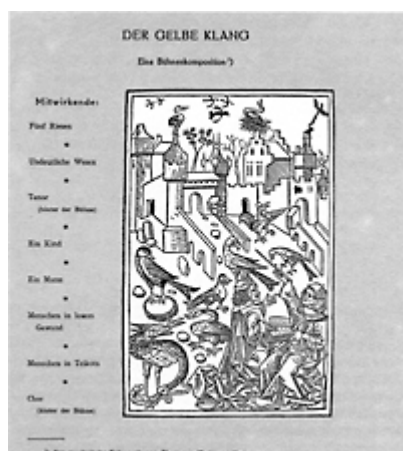 DER GELBE KLANG
Eine Bühnenkomposition*)
Mitwirkende:
Fünf Riesen
Undeutliche Wesen
Tenor
(hinter der Bühne)
Ein Kind
Ein Mann
Menschen in losem
Gewand
Menschen in Trikots
Chor
(hinter der Bühne)